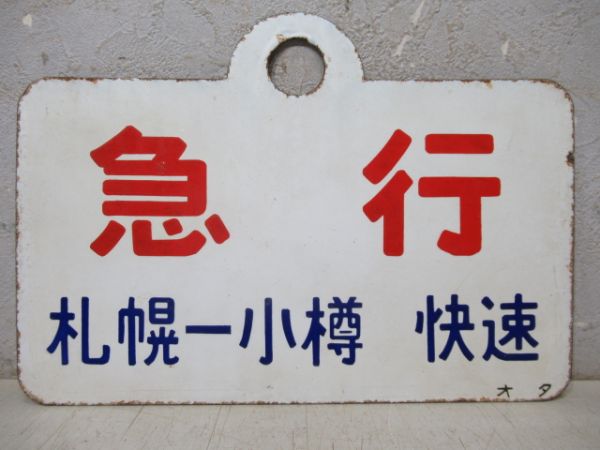 急行
札幌ー小樽 快速
オタ